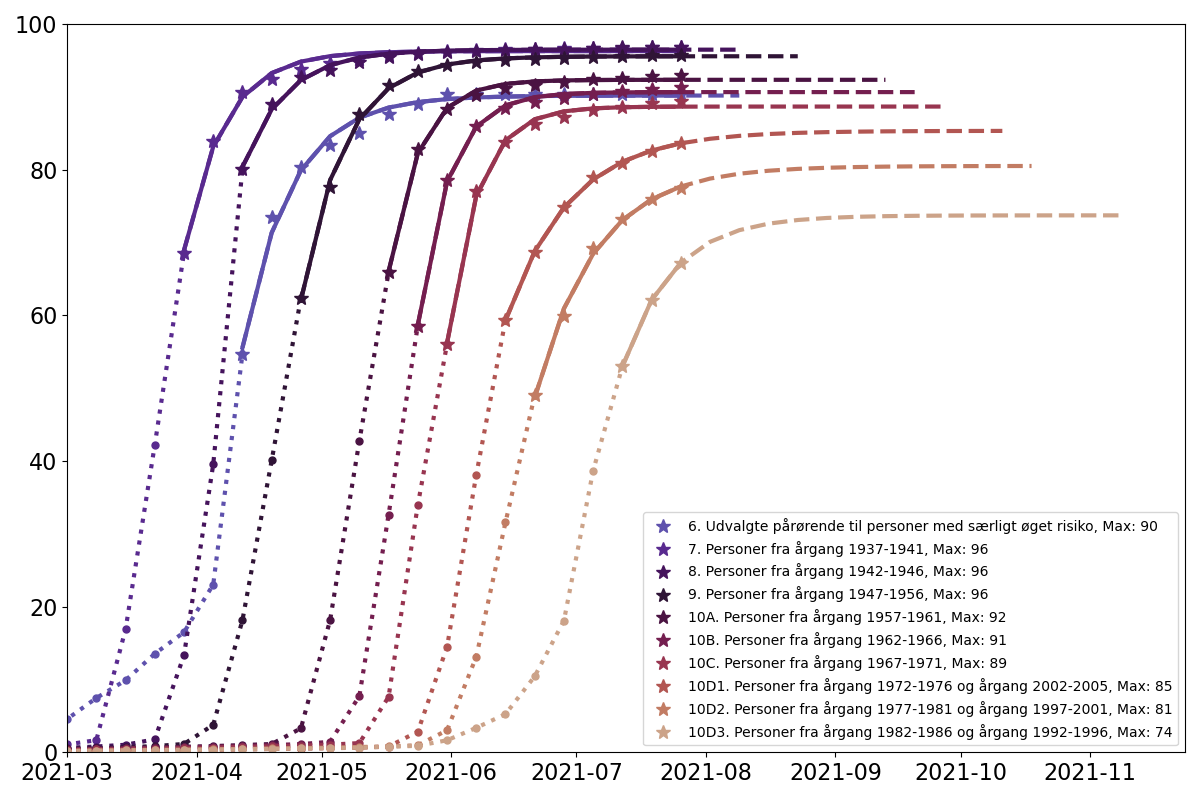 100
80
60
40
20
0
2021-03 2021-04 2021-05 2021-06 2021-07 2021-08 2021-09 2021-10 2021-11
6. Udvalgte pårørende til personer med særligt øget risiko, Max: 90
7. Personer fra årgang 1937-1941, Max: 96
8. Personer fra årgang 1942-1946, Max: 96
9. Personer fra årgang 1947-1956, Max: 96
10A. Personer fra årgang 1957-1961, Max: 92
10B. Personer fra årgang 1962-1966, Max: 91
10C. Personer fra årgang 1967-1971, Max: 89
10D1. Personer fra årgang 1972-1976 og årgang 2002-2005, Max: 85
10D2. Personer fra årgang 1977-1981 og årgang 1997-2001, Max: 81
10D3. Personer fra årgang 1982-1986 og årgang 1992-1996, Max: 74